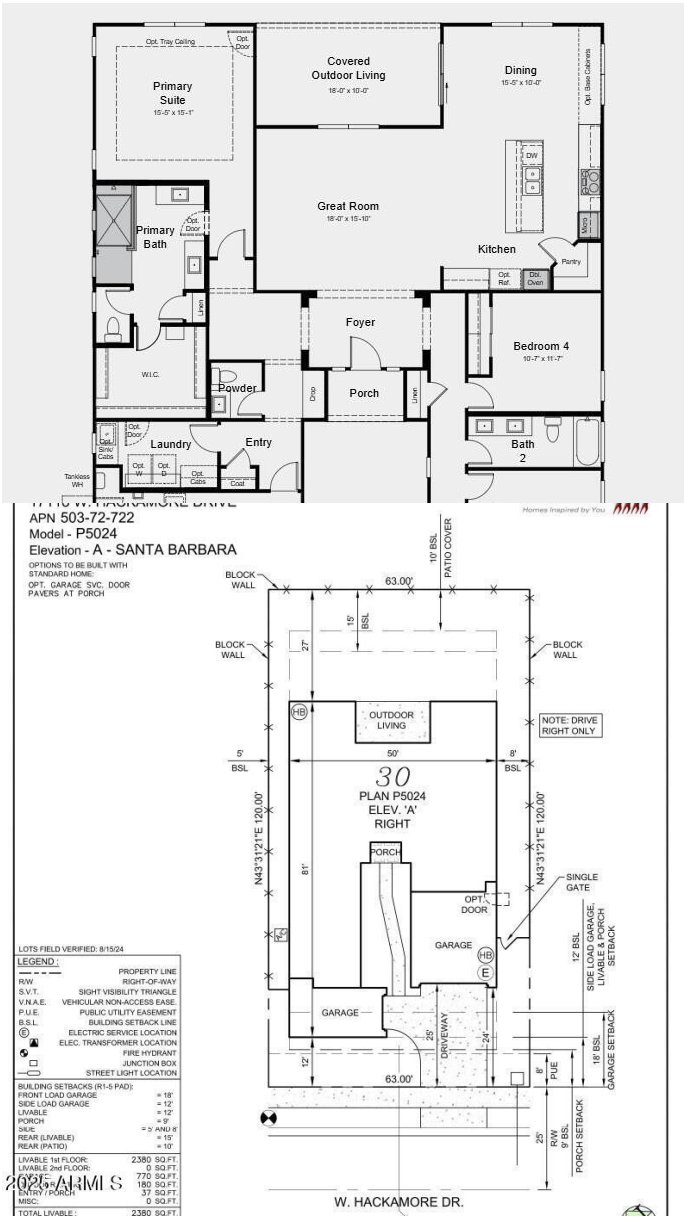 Opt. Tray Ceiling
Opt. Door
Primary Suite
15'-5" x 15'-1"
Covered Outdoor Living
18'-0" x 10'-0"
Dining
15'-5" x 10'-0"
Opt. Base Cabinets
DW
Micro
Great Room
18'-0" x 15'-10"
Primary Bath
Opt. Door
Kitchen
Pantry
Opt. Ref.
Dbl. Oven
Linen
Foyer
Bedroom 4
10'-7" x 11'-7"
W.I.C.
Powder
Drop
Porch
Linen
Laundry
Opt. Door
Opt. Sink/ Cabs
Opt. W
Opt. D
Opt. Cabs
Entry
Coat
Bath 2
Tankless WH
W. HACKAMORE DRIVE
APN 503-72-722
Model - P5024
Elevation - A - SANTA BARBARA
OPTIONS TO BE BUILT WITH
STANDARD HOME:
OPT. GARAGE SVC. DOOR
PAVERS AT PORCH
Homes Inspired by You
BLOCK WALL
63.00'
10' BSL
PATIO COVER
15' BSL
27'
BLOCK WALL
BLOCK WALL
HB
OUTDOOR LIVING
NOTE: DRIVE
RIGHT ONLY
5' BSL
50'
8' BSL
30
PLAN P5024
ELEV. 'A'
RIGHT
N43°31'21"E 120.00'
N43°31'21"E 120.00'
PORCH
81'
OPT. DOOR
SINGLE GATE
GARAGE
HB
E
12' BSL
SIDE LOAD GARAGE,
LIVABLE & PORCH
SETBACK
GARAGE
25'
DRIVEWAY
24'
12'
63.00'
8' PUE
18' BSL
GARAGE SETBACK
25' R/W
9' BSL
PORCH SETBACK
W. HACKAMORE DR.
LOTS FIELD VERIFIED: 8/15/24
LEGEND :
PROPERTY LINE
R/W RIGHT-OF-WAY
S.V.T. SIGHT VISIBILITY TRIANGLE
V.N.A.E. VEHICULAR NON-ACCESS EASE.
P.U.E. PUBLIC UTILITY EASEMENT
B.S.L. BUILDING SETBACK LINE
E ELECTRIC SERVICE LOCATION
ELEC. TRANSFORMER LOCATION
FIRE HYDRANT
JUNCTION BOX
STREET LIGHT LOCATION
BUILDING SETBACKS (R1-5 PAD):
FRONT LOAD GARAGE = 18'
SIDE LOAD GARAGE = 12'
LIVABLE = 12'
PORCH = 9'
SIDE = 5' AND 8'
REAR (LIVABLE) = 15'
REAR (PATIO) = 10'
LIVABLE 1st FLOOR: 2380 SQ.FT.
LIVABLE 2nd FLOOR: 0 SQ.FT.
770 SQ.FT.
180 SQ.FT.
ENTRY / PORCH 37 SQ.FT.
MISC: 0 SQ.FT.
TOTAL LIVABLE : 2380 SQ.FT.
ARMLS